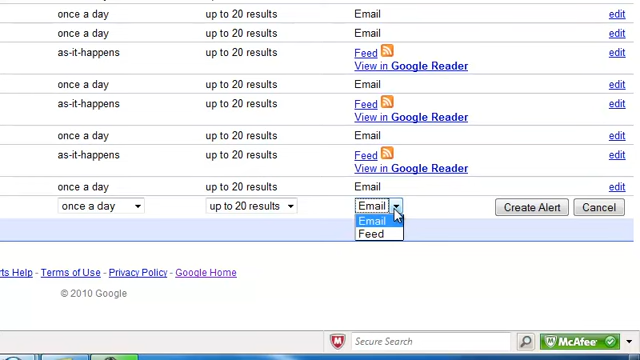 once a day up to 20 results Email edit
once a day up to 20 results Email edit
as-it-happens up to 20 results Feed edit
View in Google Reader
once a day up to 20 results Email edit
as-it-happens up to 20 results Feed edit
View in Google Reader
once a day up to 20 results Email edit
as-it-happens up to 20 results Feed edit
View in Google Reader
once a day up to 20 results Email edit
once a day up to 20 results Email Create Alert Cancel
Email
Feed
rts Help - Terms of Use - Privacy Policy - Google Home
© 2010 Google
Secure Search McAfee